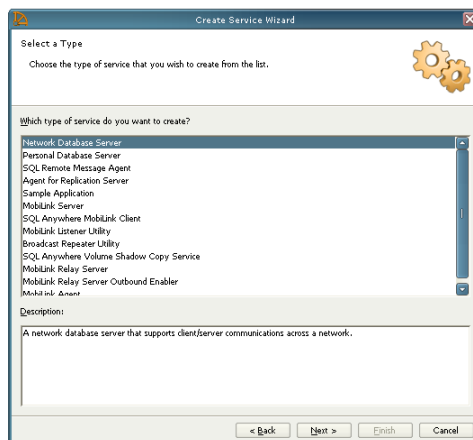 Create Service Wizard
Select a Type
Choose the type of service that you wish to create from the list.
Which type of service do you want to create?
Network Database Server
Personal Database Server
SQL Remote Message Agent
Agent for Replication Server
Sample Application
MobiLink Server
SQL Anywhere MobiLink Client
MobiLink Listener Utility
Broadcast Repeater Utility
SQL Anywhere Volume Shadow Copy Service
MobiLink Relay Server
MobiLink Relay Server Outbound Enabler
MobiLink Agent
Description:
A network database server that supports client/server communications across a network.
< Back Next > Finish Cancel